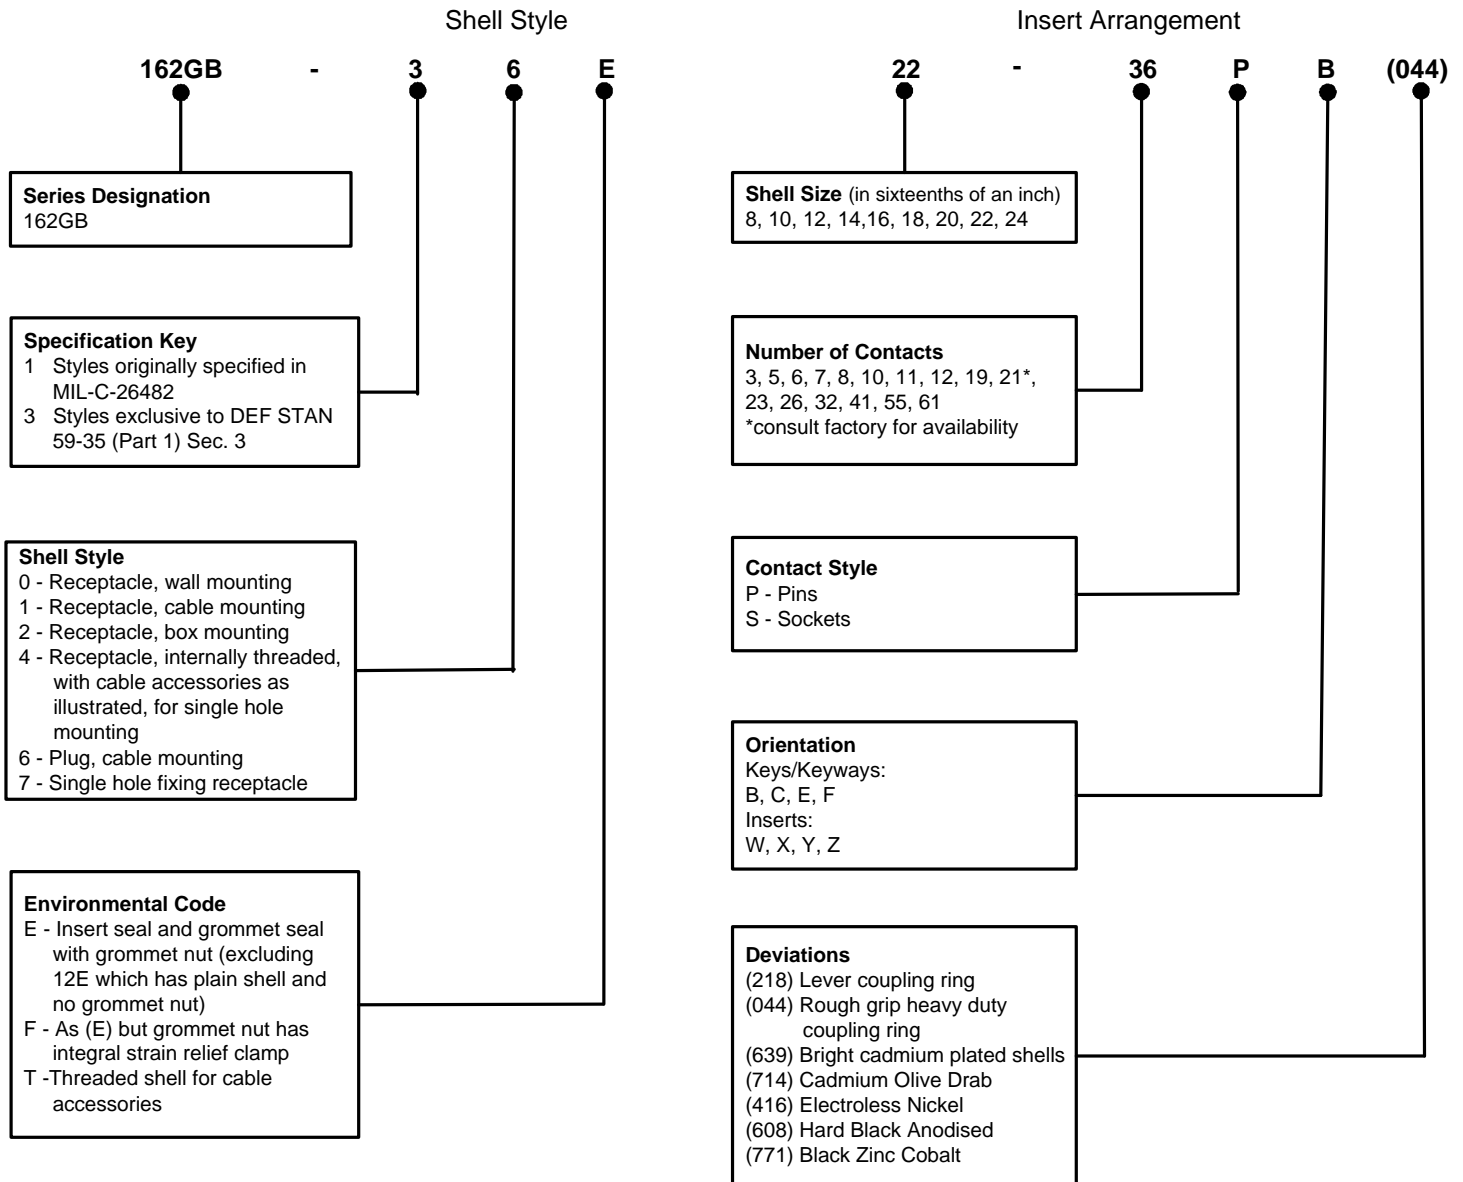 Shell Style
Insert Arrangement
162GB - 3 6 E 22 - 36 P B (044)
Series Designation
162GB
Specification Key
1 Styles originally specified in
MIL-C-26482
3 Styles exclusive to DEF STAN
59-35 (Part 1) Sec. 3
Shell Style
0 - Receptacle, wall mounting
1 - Receptacle, cable mounting
2 - Receptacle, box mounting
4 - Receptacle, internally threaded,
with cable accessories as
illustrated, for single hole
mounting
6 - Plug, cable mounting
7 - Single hole fixing receptacle
Environmental Code
E - Insert seal and grommet seal
with grommet nut (excluding
12E which has plain shell and
no grommet nut)
F - As (E) but grommet nut has
integral strain relief clamp
T -Threaded shell for cable
accessories
Shell Size (in sixteenths of an inch)
8, 10, 12, 14,16, 18, 20, 22, 24
Number of Contacts
3, 5, 6, 7, 8, 10, 11, 12, 19, 21*,
23, 26, 32, 41, 55, 61
*consult factory for availability
Contact Style
P - Pins
S - Sockets
Orientation
Keys/Keyways:
B, C, E, F
Inserts:
W, X, Y, Z
Deviations
(218) Lever coupling ring
(044) Rough grip heavy duty
coupling ring
(639) Bright cadmium plated shells
(714) Cadmium Olive Drab
(416) Electroless Nickel
(608) Hard Black Anodised
(771) Black Zinc Cobalt